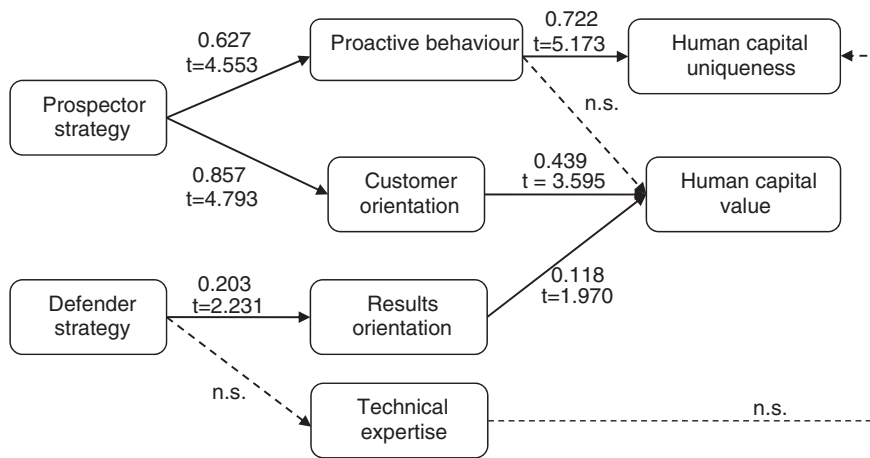 0.627
t=4.553
Proactive behaviour
0.722
t=5.173
Human capital
uniqueness
Prospector
strategy
n.s.
0.857
t=4.793
Customer
orientation
0.439
t = 3.595
Human capital
value
Defender
strategy
0.203
t=2.231
Results
orientation
0.118
t=1.970
n.s.
Technical
expertise
n.s.